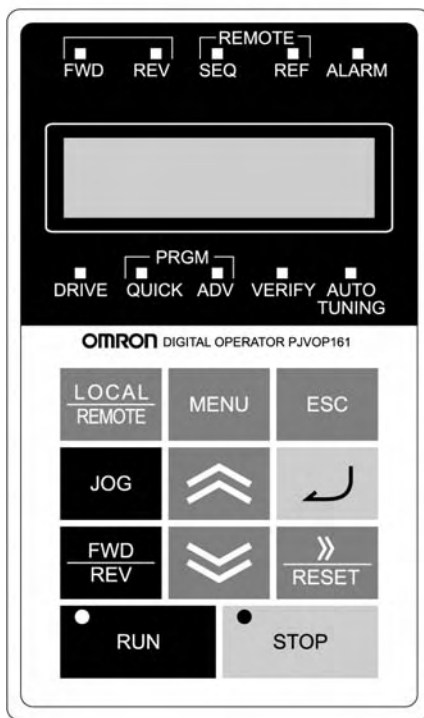 REMOTE
FWD REV SEQ REF ALARM
PRGM
DRIVE QUICK ADV VERIFY AUTO TUNING
OMRON DIGITAL OPERATOR PJVOP161
LOCAL REMOTE
MENU
ESC
JOG
FWD REV
RESET
RUN
STOP